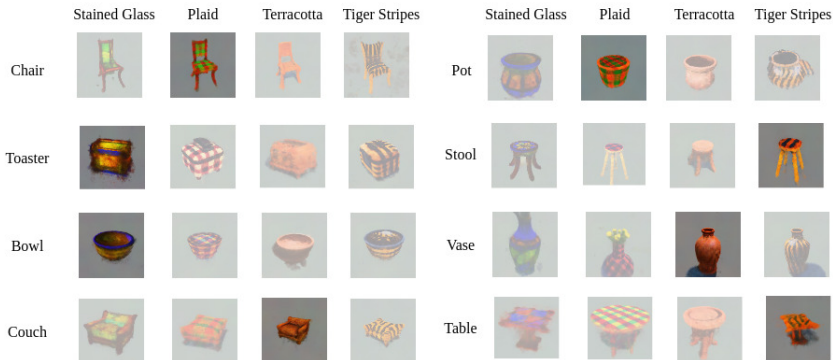 Stained Glass Plaid Terracotta Tiger Stripes
Chair
Toaster
Bowl
Couch
Stained Glass Plaid Terracotta Tiger Stripes
Pot
Stool
Vase
Table